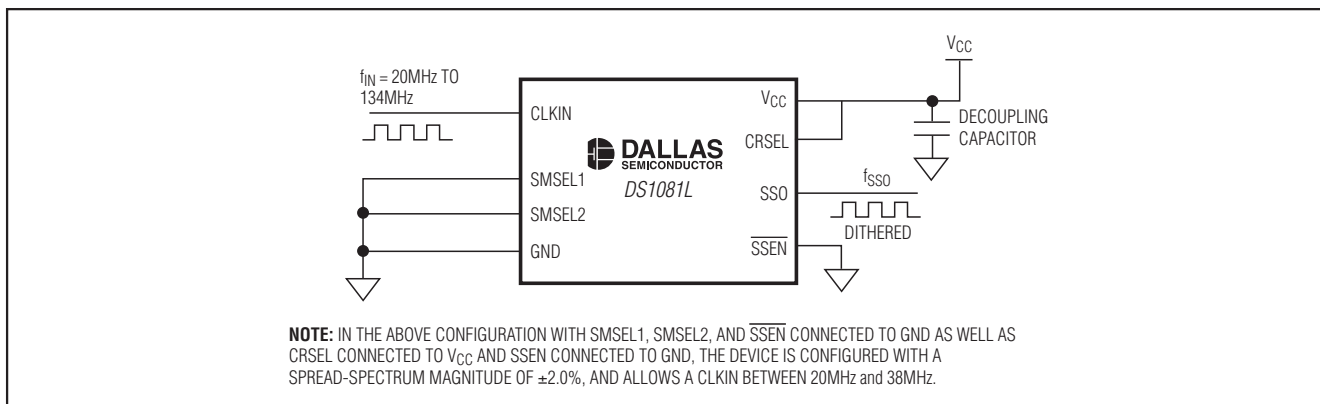 f_IN = 20MHz TO
134MHz
CLKIN
SMSEL1
SMSEL2
GND
DALLAS
SEMICONDUCTOR
DS1081L
V_CC
CRSEL
SSO
SSEN
V_CC
DECOUPLING
CAPACITOR
f_SSO
DITHERED
NOTE: IN THE ABOVE CONFIGURATION WITH SMSEL1, SMSEL2, AND SSEN CONNECTED TO GND AS WELL AS
CRSEL CONNECTED TO V_CC AND SSEN CONNECTED TO GND, THE DEVICE IS CONFIGURED WITH A
SPREAD-SPECTRUM MAGNITUDE OF ±2.0%, AND ALLOWS A CLKIN BETWEEN 20MHz and 38MHz.